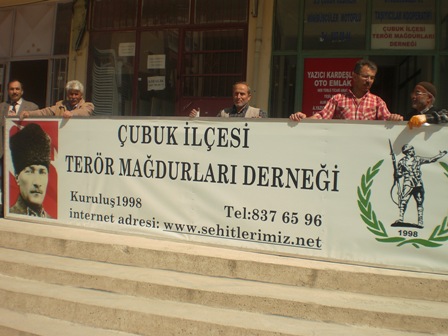 ÇUBUK İLÇESİ
TERÖR MAĞDURLARI
DERNEĞİ
YAZICI KARDEŞLER
OTO EMLAK
ÇUBUK İLÇESİ
TERÖR MAĞDURLARI DERNEĞİ
Kuruluş1998
Tel:837 65 96
internet adresi: www.sehitlerimiz.net
1998